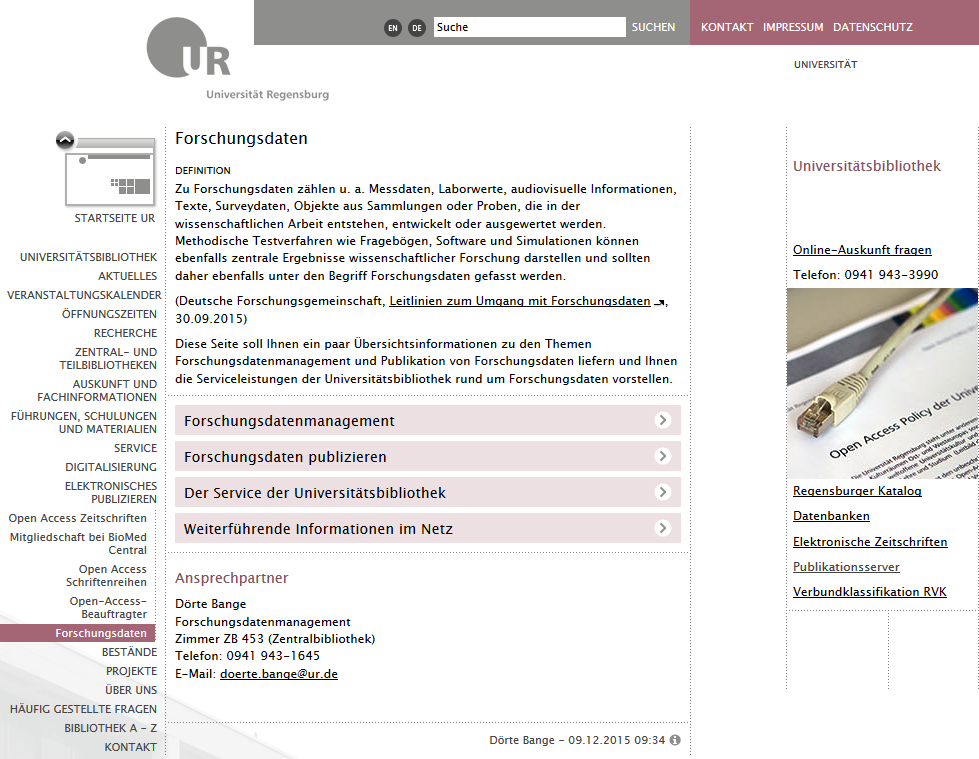 EN DE Suche SUCHEN KONTAKT IMPRESSUM DATENSCHUTZ
UR
Universität Regensburg
UNIVERSITÄT
STARTSEITE UR
UNIVERSITÄTSBIBLIOTHEK
AKTUELLES
VERANSTALTUNGSKALENDER
ÖFFNUNGSZEITEN
RECHERCHE
ZENTRAL- UND
TEILBIBLIOTHEKEN
AUSKUNFT UND
FACHINFORMATIONEN
FÜHRUNGEN, SCHULUNGEN
UND MATERIALIEN
SERVICE
DIGITALISIERUNG
ELEKTRONISCHES
PUBLIZIEREN
Open Access Zeitschriften
Mitgliedschaft bei BioMed
Central
Open Access
Schriftenreihen
Open-Access-
Beauftragter
Forschungsdaten
BESTÄNDE
PROJEKTE
ÜBER UNS
HÄUFIG GESTELLTE FRAGEN
BIBLIOTHEK A - Z
KONTAKT
Forschungsdaten
DEFINITION
Zu Forschungsdaten zählen u. a. Messdaten, Laborwerte, audiovisuelle Informationen,
Texte, Surveydaten, Objekte aus Sammlungen oder Proben, die in der
wissenschaftlichen Arbeit entstehen, entwickelt oder ausgewertet werden.
Methodische Testverfahren wie Fragebögen, Software und Simulationen können
ebenfalls zentrale Ergebnisse wissenschaftlicher Forschung darstellen und sollten
daher ebenfalls unter den Begriff Forschungsdaten gefasst werden.
(Deutsche Forschungsgemeinschaft, Leitlinien zum Umgang mit Forschungsdaten ,
30.09.2015)
Diese Seite soll Ihnen ein paar Übersichtsinformationen zu den Themen
Forschungsdatenmanagement und Publikation von Forschungsdaten liefern und Ihnen
die Serviceleistungen der Universitätsbibliothek rund um Forschungsdaten vorstellen.
Forschungsdatenmanagement
Forschungsdaten publizieren
Der Service der Universitätsbibliothek
Weiterführende Informationen im Netz
Ansprechpartner
Dörte Bange
Forschungsdatenmanagement
Zimmer ZB 453 (Zentralbibliothek)
Telefon: 0941 943-1645
E-Mail: doerte.bange@ur.de
Dörte Bange - 09.12.2015 09:34
Universitätsbibliothek
Online-Auskunft fragen
Telefon: 0941 943-3990
Open Access Policy der Unive
Die Universität Regensburg steht unter anderem
Regensburger Katalog
Datenbanken
Elektronische Zeitschriften
Publikationsserver
Verbundklassifikation RVK